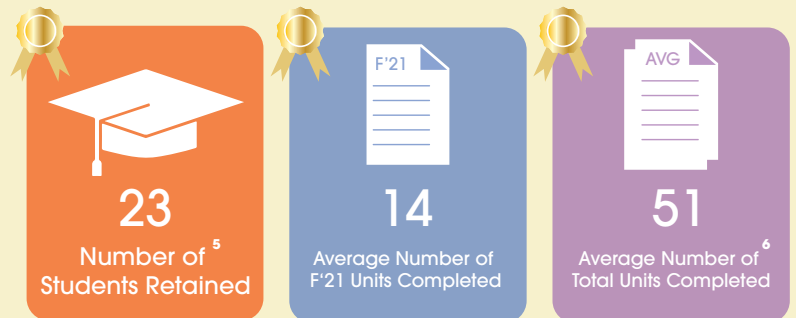 23
Number of 5
Students Retained
F'21
14
Average Number of
F'21 Units Completed
AVG
51
Average Number of 6
Total Units Completed